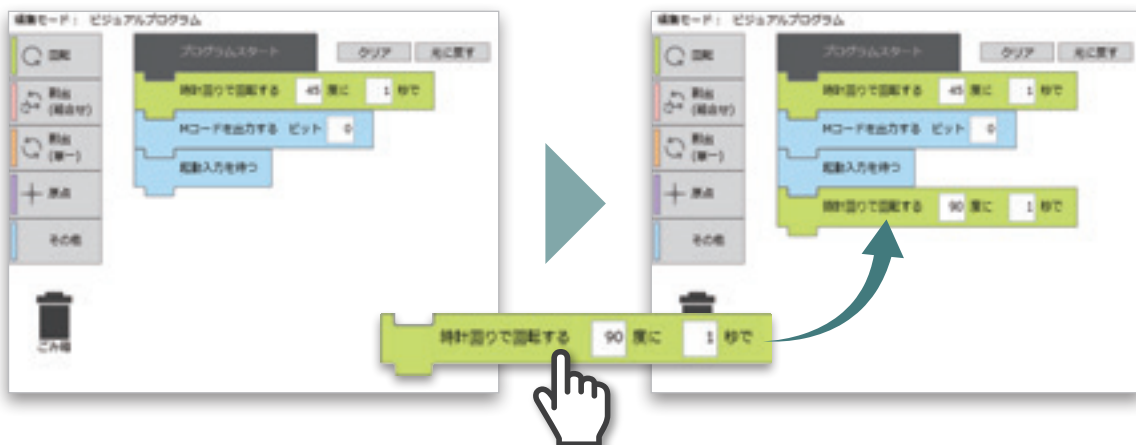 編集モード: ビジュアルプログラム
回転
割出
(組合せ)
割出
(単一)
原点
その他
ごみ箱
プログラムスタート
クリア
元に戻す
時計回りで回転する 45 度に 1 秒で
Mコードを出力する ビット 0
起動入力を待つ
時計回りで回転する 90 度に 1 秒で
編集モード: ビジュアルプログラム
回転
割出
(組合せ)
割出
(単一)
原点
その他
プログラムスタート
クリア
元に戻す
時計回りで回転する 45 度に 1 秒で
Mコードを出力する ビット 0
起動入力を待つ
時計回りで回転する 90 度に 1 秒で